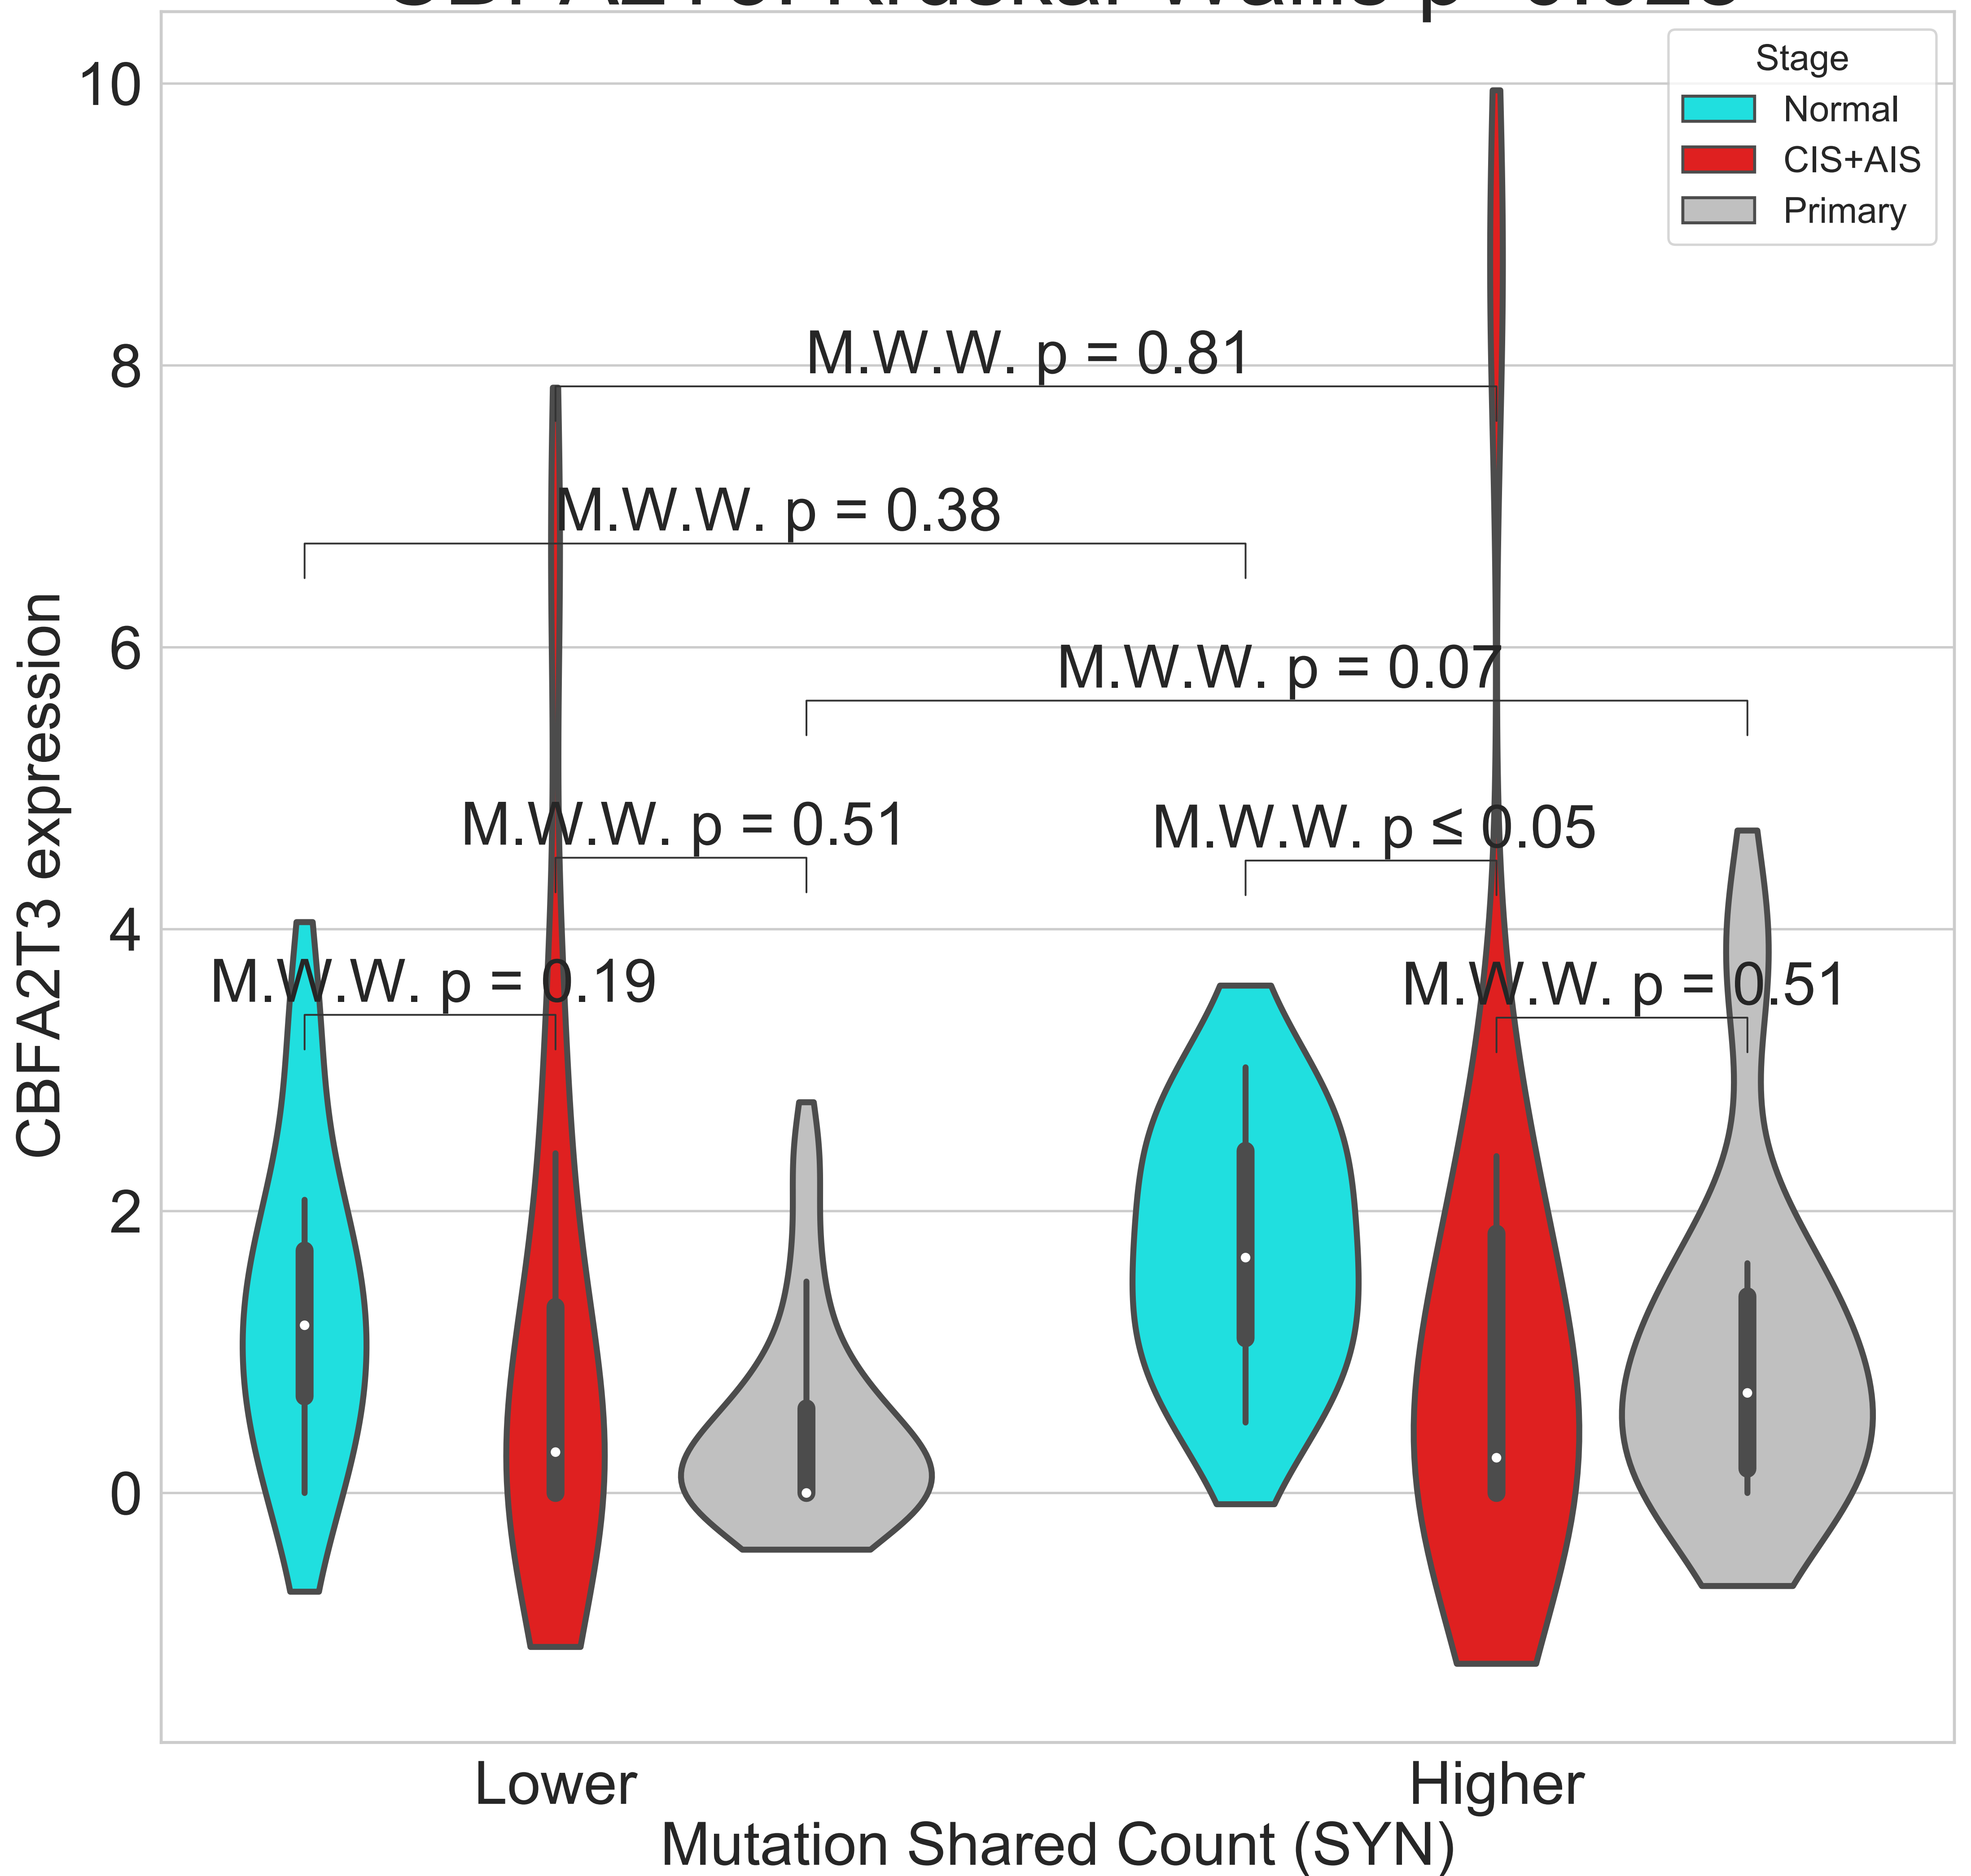 10
8
6
4
2
0
CBFA2T3 expression
Stage
Normal
CIS+AIS
Primary
M.W.W. p = 0.81
M.W.W. p = 0.38
M.W.W. p = 0.07
M.W.W. p = 0.51
M.W.W. p ≤ 0.05
M.W.W. p = 0.19
M.W.W. p = 0.51
Lower
Higher
Mutation Shared Count (SYN)